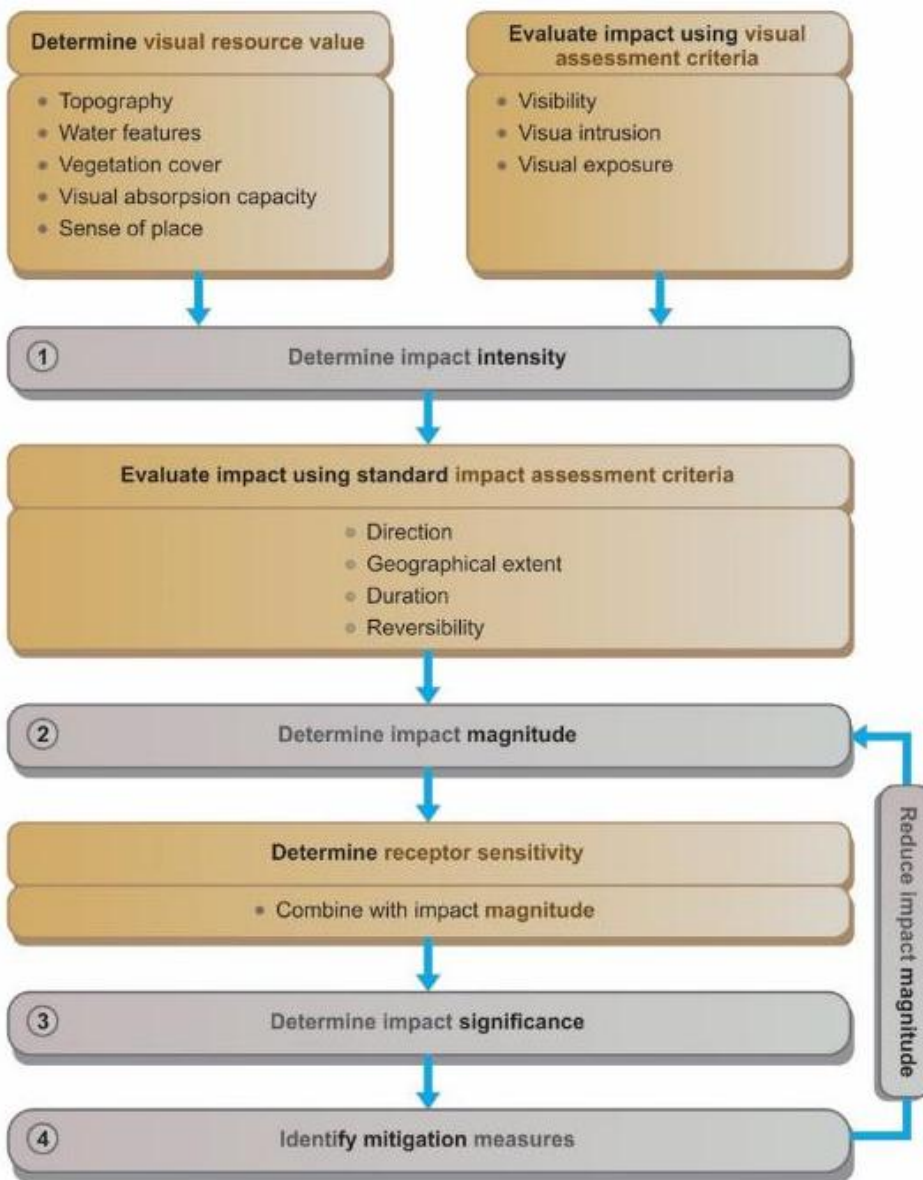 Determine visual resource value
• Topography
• Water features
• Vegetation cover
• Visual absorpsion capacity
• Sense of place
Evaluate impact using visual
assessment criteria
• Visibility
• Visua intrusion
• Visual exposure
1 Determine impact intensity
Evaluate impact using standard impact assessment criteria
• Direction
• Geographical extent
• Duration
• Reversibility
2 Determine impact magnitude
Determine receptor sensitivity
• Combine with impact magnitude
3 Determine impact significance
4 Identify mitigation measures
Reduce impact magnitude